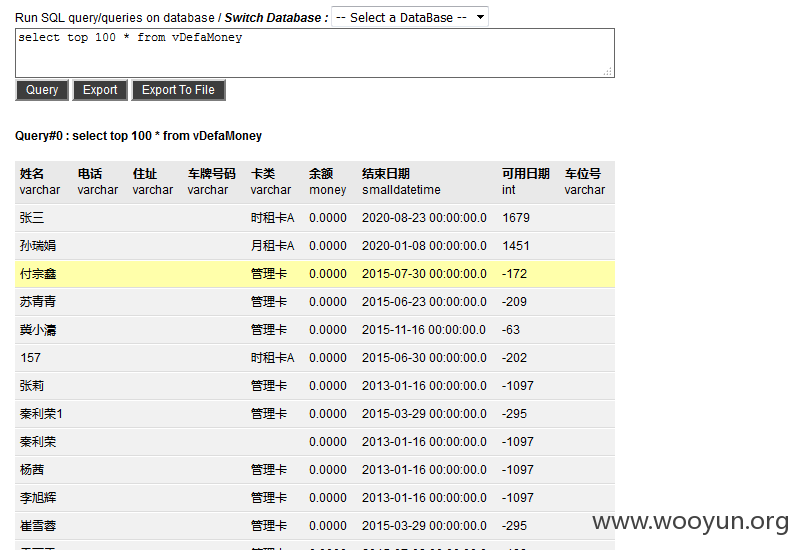 Run SQL query/queries on database / Switch Database : -- Select a DataBase --
select top 100 * from vDefaMoney
Query Export Export To File
Query#0 : select top 100 * from vDefaMoney
姓名 电话 住址 车牌号码 卡类 余额 结束日期 可用日期 车位号
varchar varchar varchar varchar varchar money smalldatetime int varchar
张三 时租卡A 0.0000 2020-08-23 00:00:00.0 1679
孙瑞娟 月租卡A 0.0000 2020-01-08 00:00:00.0 1451
付宗鑫 管理卡 0.0000 2015-07-30 00:00:00.0 -172
苏青青 管理卡 0.0000 2015-06-23 00:00:00.0 -209
冀小濤 管理卡 0.0000 2015-11-16 00:00:00.0 -63
157 时租卡A 0.0000 2015-06-30 00:00:00.0 -202
张莉 管理卡 0.0000 2013-01-16 00:00:00.0 -1097
秦利荣1 管理卡 0.0000 2015-03-29 00:00:00.0 -295
秦利荣 0.0000 2013-01-16 00:00:00.0 -1097
杨茜 管理卡 0.0000 2013-01-16 00:00:00.0 -1097
李旭辉 管理卡 0.0000 2013-01-16 00:00:00.0 -1097
崔雪蓉 管理卡 0.0000 2015-03-29 00:00:00.0 -295
www.wooyun.org